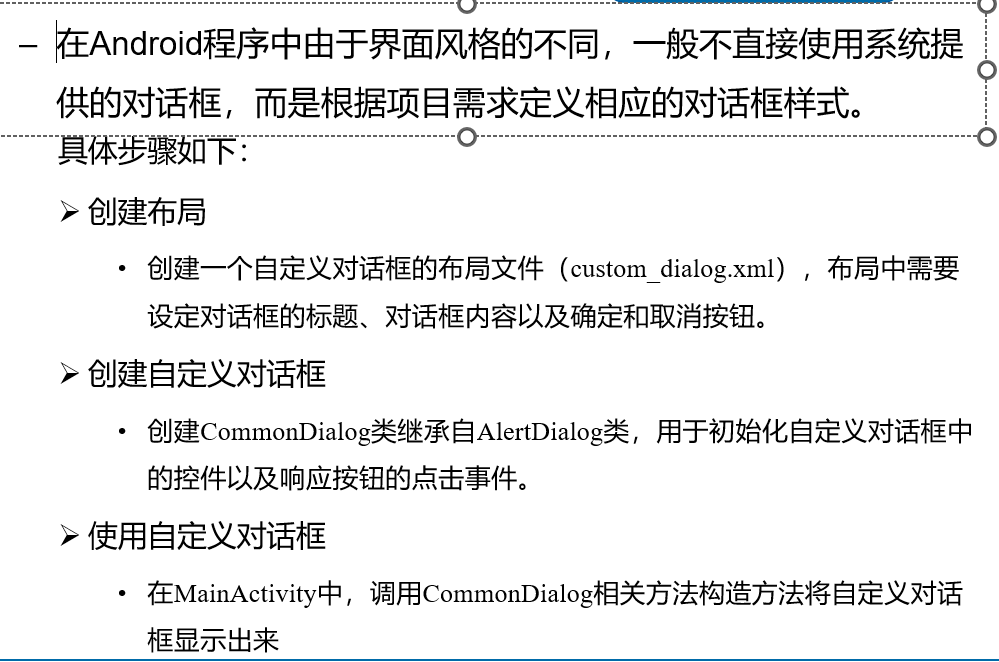 – 在Android程序中由于界面风格的不同，一般不直接使用系统提
供的对话框，而是根据项目需求定义相应的对话框样式。
具体步骤如下：
➢ 创建布局
• 创建一个自定义对话框的布局文件（custom_dialog.xml），布局中需要
设定对话框的标题、对话框内容以及确定和取消按钮。
➢ 创建自定义对话框
• 创建CommonDialog类继承自AlertDialog类，用于初始化自定义对话框中
的控件以及响应按钮的点击事件。
➢ 使用自定义对话框
• 在MainActivity中，调用CommonDialog相关方法构造方法将自定义对话
框显示出来